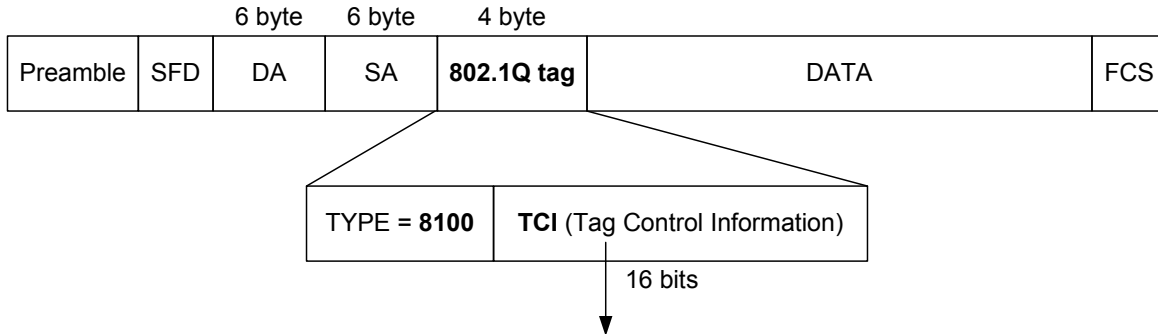 6 byte 6 byte 4 byte
Preamble SFD DA SA 802.1Q tag DATA FCS
TYPE = 8100 TCI (Tag Control Information)
16 bits